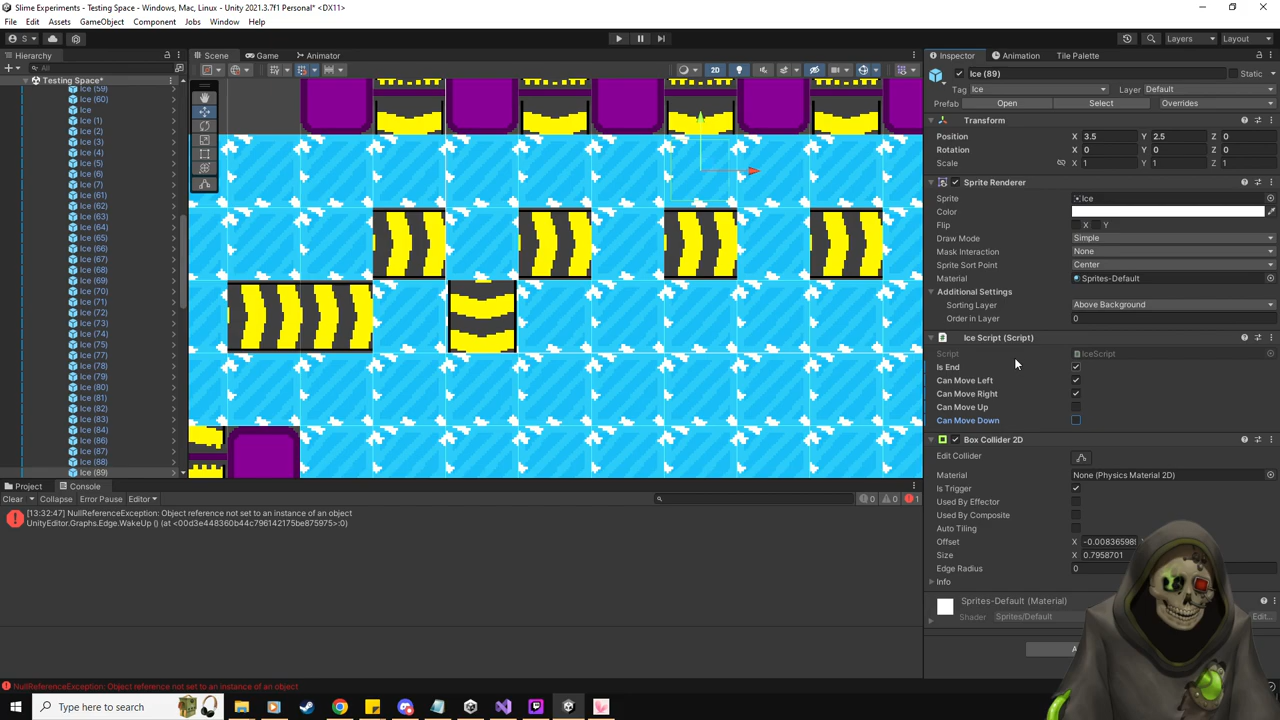 Slime Experiments - Testing Space - Windows, Mac, Linux - Unity 2021.3.7f1 Personal* <DX11>
File Edit Assets GameObject Component Jobs Window Help
S Layers Layout
Hierarchy Scene Game Animator Inspector Animation Tile Palette
All
Testing Space*
2D
Ice (59)
Ice (60)
Ice
Ice (1)
Ice (2)
Ice (3)
Ice (4)
Ice (5)
Ice (6)
Ice (7)
Ice (61)
Ice (62)
Ice (63)
Ice (64)
Ice (65)
Ice (66)
Ice (67)
Ice (68)
Ice (69)
Ice (70)
Ice (71)
Ice (72)
Ice (73)
Ice (74)
Ice (75)
Ice (77)
Ice (78)
Ice (79)
Ice (80)
Ice (81)
Ice (82)
Ice (83)
Ice (84)
Ice (86)
Ice (87)
Ice (88)
Ice (89)
Ice (89) Static
Tag Ice Layer Default
Prefab Open Select Overrides
Transform
Position X 3.5 Y 2.5 Z 0
Rotation X 0 Y 0 Z 0
Scale X 1 Y 1 Z 1
Sprite Renderer
Sprite Ice
Color
Flip X Y
Draw Mode Simple
Mask Interaction None
Sprite Sort Point Center
Material Sprites-Default
Additional Settings
Sorting Layer Above Background
Order in Layer 0
Ice Script (Script)
Script IceScript
Is End
Can Move Left
Can Move Right
Can Move Up
Can Move Down
Box Collider 2D
Edit Collider
Material None (Physics Material 2D)
Is Trigger
Used By Effector
Used By Composite
Auto Tiling
Offset X -0.00836598
Size X 0.7958701
Edge Radius 0
Info
Sprites-Default (Material)
Shader Sprites/Default Edit...
Project Console
Clear Collapse Error Pause Editor 0 0 1
[13:32:47] NullReferenceException: Object reference not set to an instance of an object
UnityEditor.Graphs.Edge.WakeUp () (at <00d3e448360b44c796142175be875975>:0)
NullReferenceException: Object reference not set to an instance of an object
Type here to search